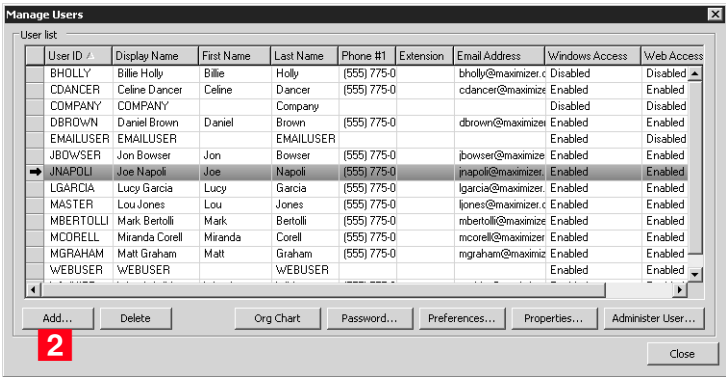 Manage Users
User list
User ID Display Name First Name Last Name Phone #1 Extension Email Address Windows Access Web Access
BHOLLY Billie Holly Billie Holly (555) 775-0 bholly@maximizer.c Disabled Disabled
CDANCER Celine Dancer Celine Dancer (555) 775-0 cdancer@maximize Enabled Enabled
COMPANY COMPANY Company Disabled Disabled
DBROWN Daniel Brown Daniel Brown (555) 775-0 dbrown@maximizer Enabled Enabled
EMAILUSER EMAILUSER EMAILUSER Enabled Disabled
JBOWSER Jon Bowser Jon Bowser (555) 775-0 jbowser@maximizer Enabled Enabled
JNAPOLI Joe Napoli Joe Napoli (555) 775-0 jnapoli@maximizer. Enabled Enabled
LGARCIA Lucy Garcia Lucy Garcia (555) 775-0 lgarcia@maximizer. Enabled Enabled
MASTER Lou Jones Lou Jones (555) 775-0 ljones@maximizer.c Enabled Enabled
MBERTOLLI Mark Bertolli Mark Bertolli (555) 775-0 mbertolli@maximize Enabled Enabled
MCORELL Miranda Corell Miranda Corell (555) 775-0 mcorell@maximizer Enabled Enabled
MGRAHAM Matt Graham Matt Graham (555) 775-0 mgraham@maximiz Enabled Enabled
WEBUSER WEBUSER WEBUSER Enabled Enabled
Add... Delete Org Chart Password... Preferences... Properties... Administer User...
2
Close